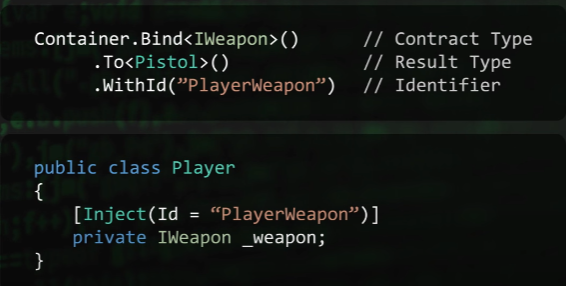 Container.Bind<IWeapon>() // Contract Type
.To<Pistol>() // Result Type
.WithId(”PlayerWeapon”) // Identifier
public class Player
{
[Inject(Id = “PlayerWeapon”)]
private IWeapon _weapon;
}